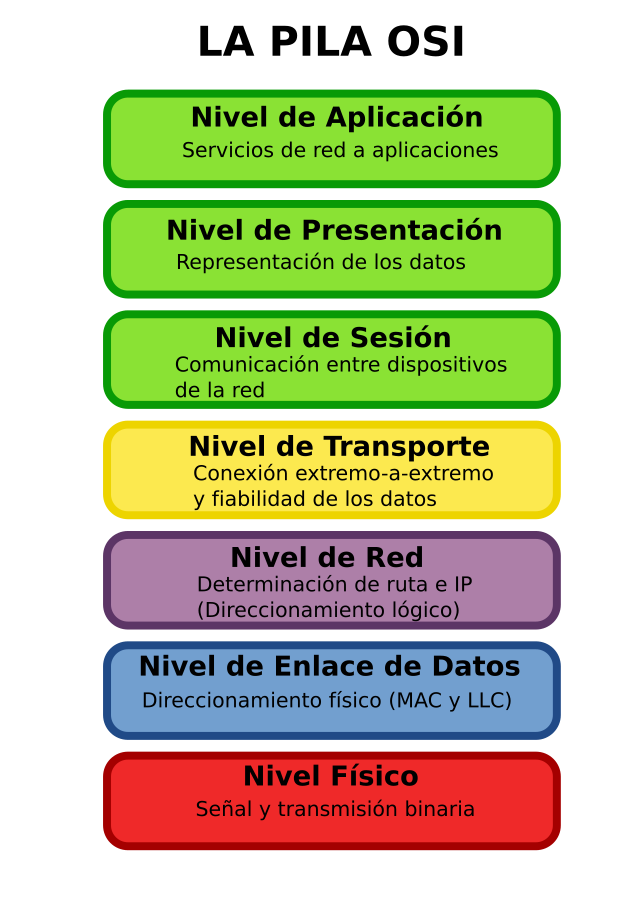 LA PILA OSI
Nivel de Aplicación
Servicios de red a aplicaciones
Nivel de Presentación
Representación de los datos
Nivel de Sesión
Comunicación entre dispositivos
de la red
Nivel de Transporte
Conexión extremo-a-extremo
y fiabilidad de los datos
Nivel de Red
Determinación de ruta e IP
(Direccionamiento lógico)
Nivel de Enlace de Datos
Direccionamiento físico (MAC y LLC)
Nivel Físico
Señal y transmisión binaria